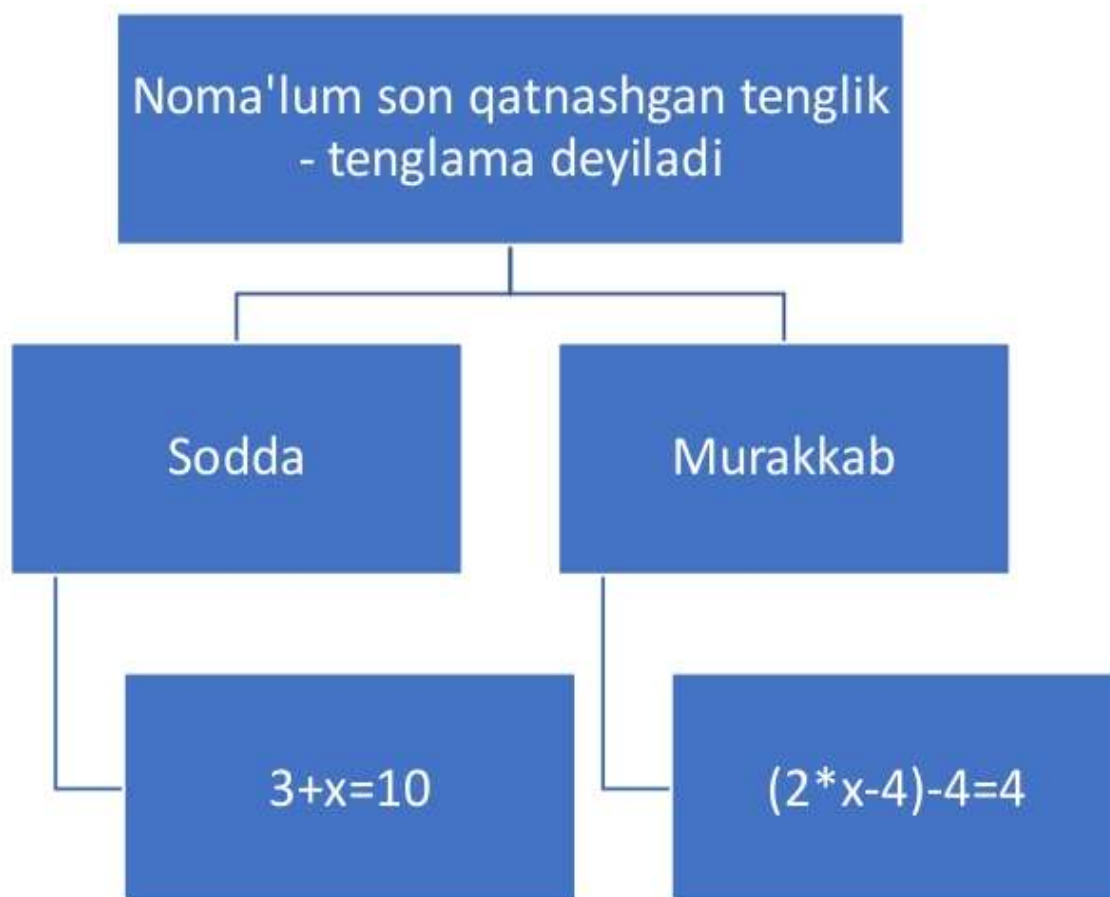 Noma'lum son qatnashgan tenglik
- tenglama deyiladi
Sodda
Murakkab
3+x=10
(2*x-4)-4=4